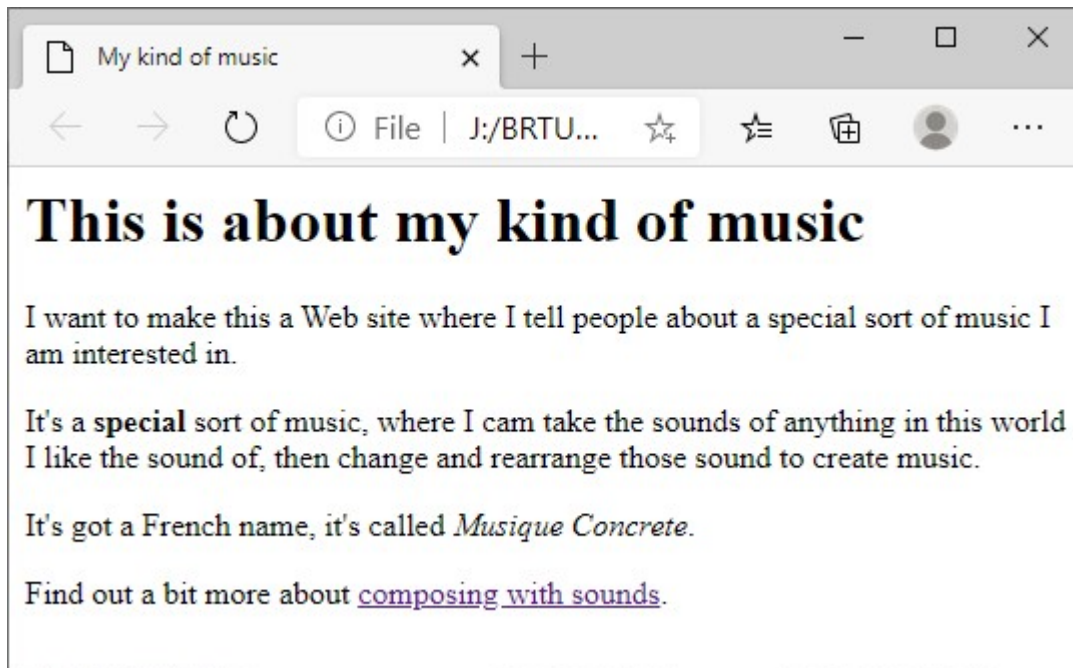 My kind of music
File | J:/BRTU...
This is about my kind of music
I want to make this a Web site where I tell people about a special sort of music I
am interested in.
It's a special sort of music, where I cam take the sounds of anything in this world
I like the sound of, then change and rearrange those sound to create music.
It's got a French name, it's called Musique Concrete.
Find out a bit more about composing with sounds.